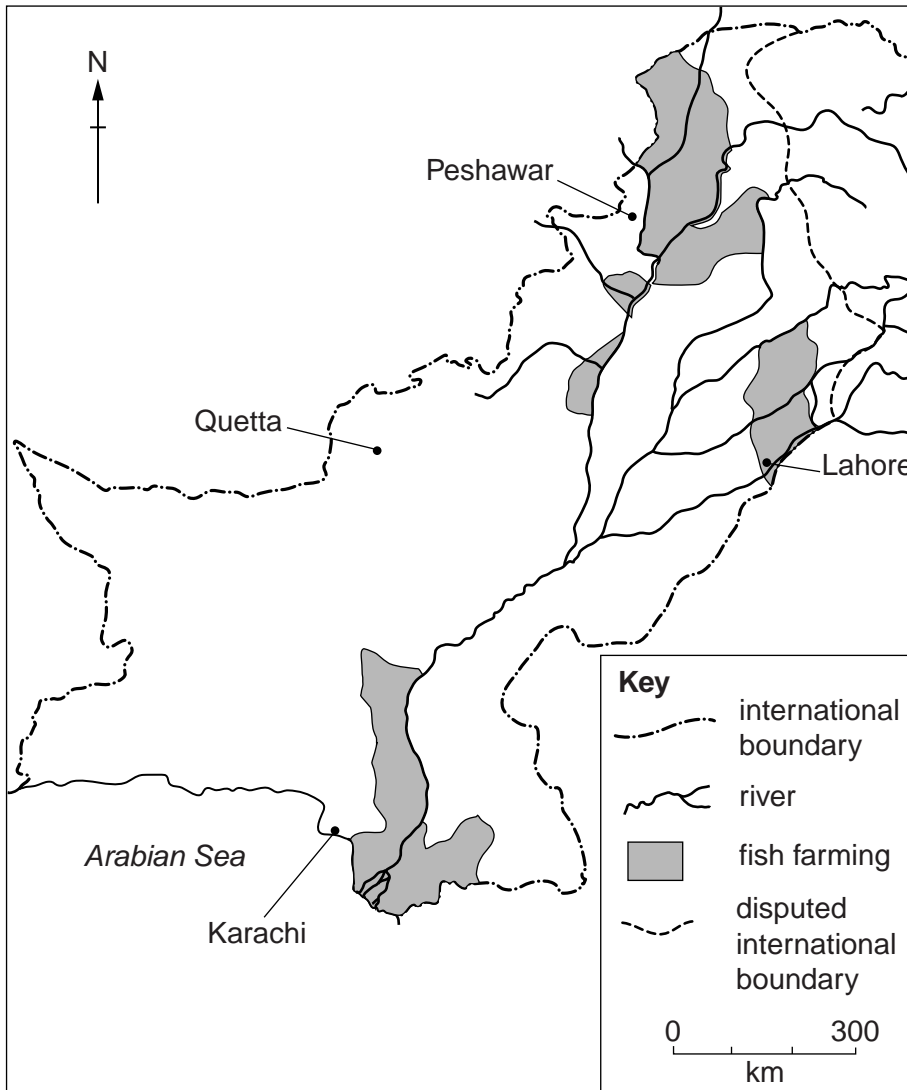 N
Peshawar
Quetta
Lahore
Arabian Sea
Karachi
Key
international
boundary
river
fish farming
disputed
international
boundary
0 300
km